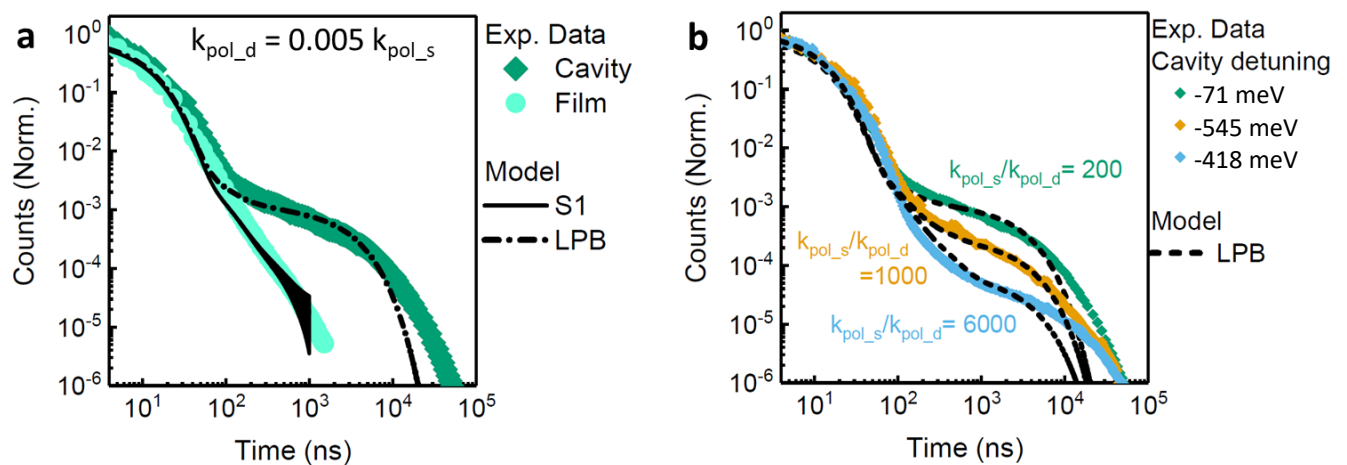 a
k_pol_d = 0.005 k_pol_s
Exp. Data
Cavity
Film
Model
S1
LPB
Counts (Norm.)
10^0
10^-1
10^-2
10^-3
10^-4
10^-5
10^-6
10^1
10^2
10^3
10^4
10^5
Time (ns)
b
Exp. Data
Cavity detuning
-71 meV
-545 meV
-418 meV
Model
LPB
k_pol_s/k_pol_d= 200
k_pol_s/k_pol_d
=1000
k_pol_s/k_pol_d= 6000
Counts (Norm.)
10^0
10^-1
10^-2
10^-3
10^-4
10^-5
10^-6
10^1
10^2
10^3
10^4
10^5
Time (ns)